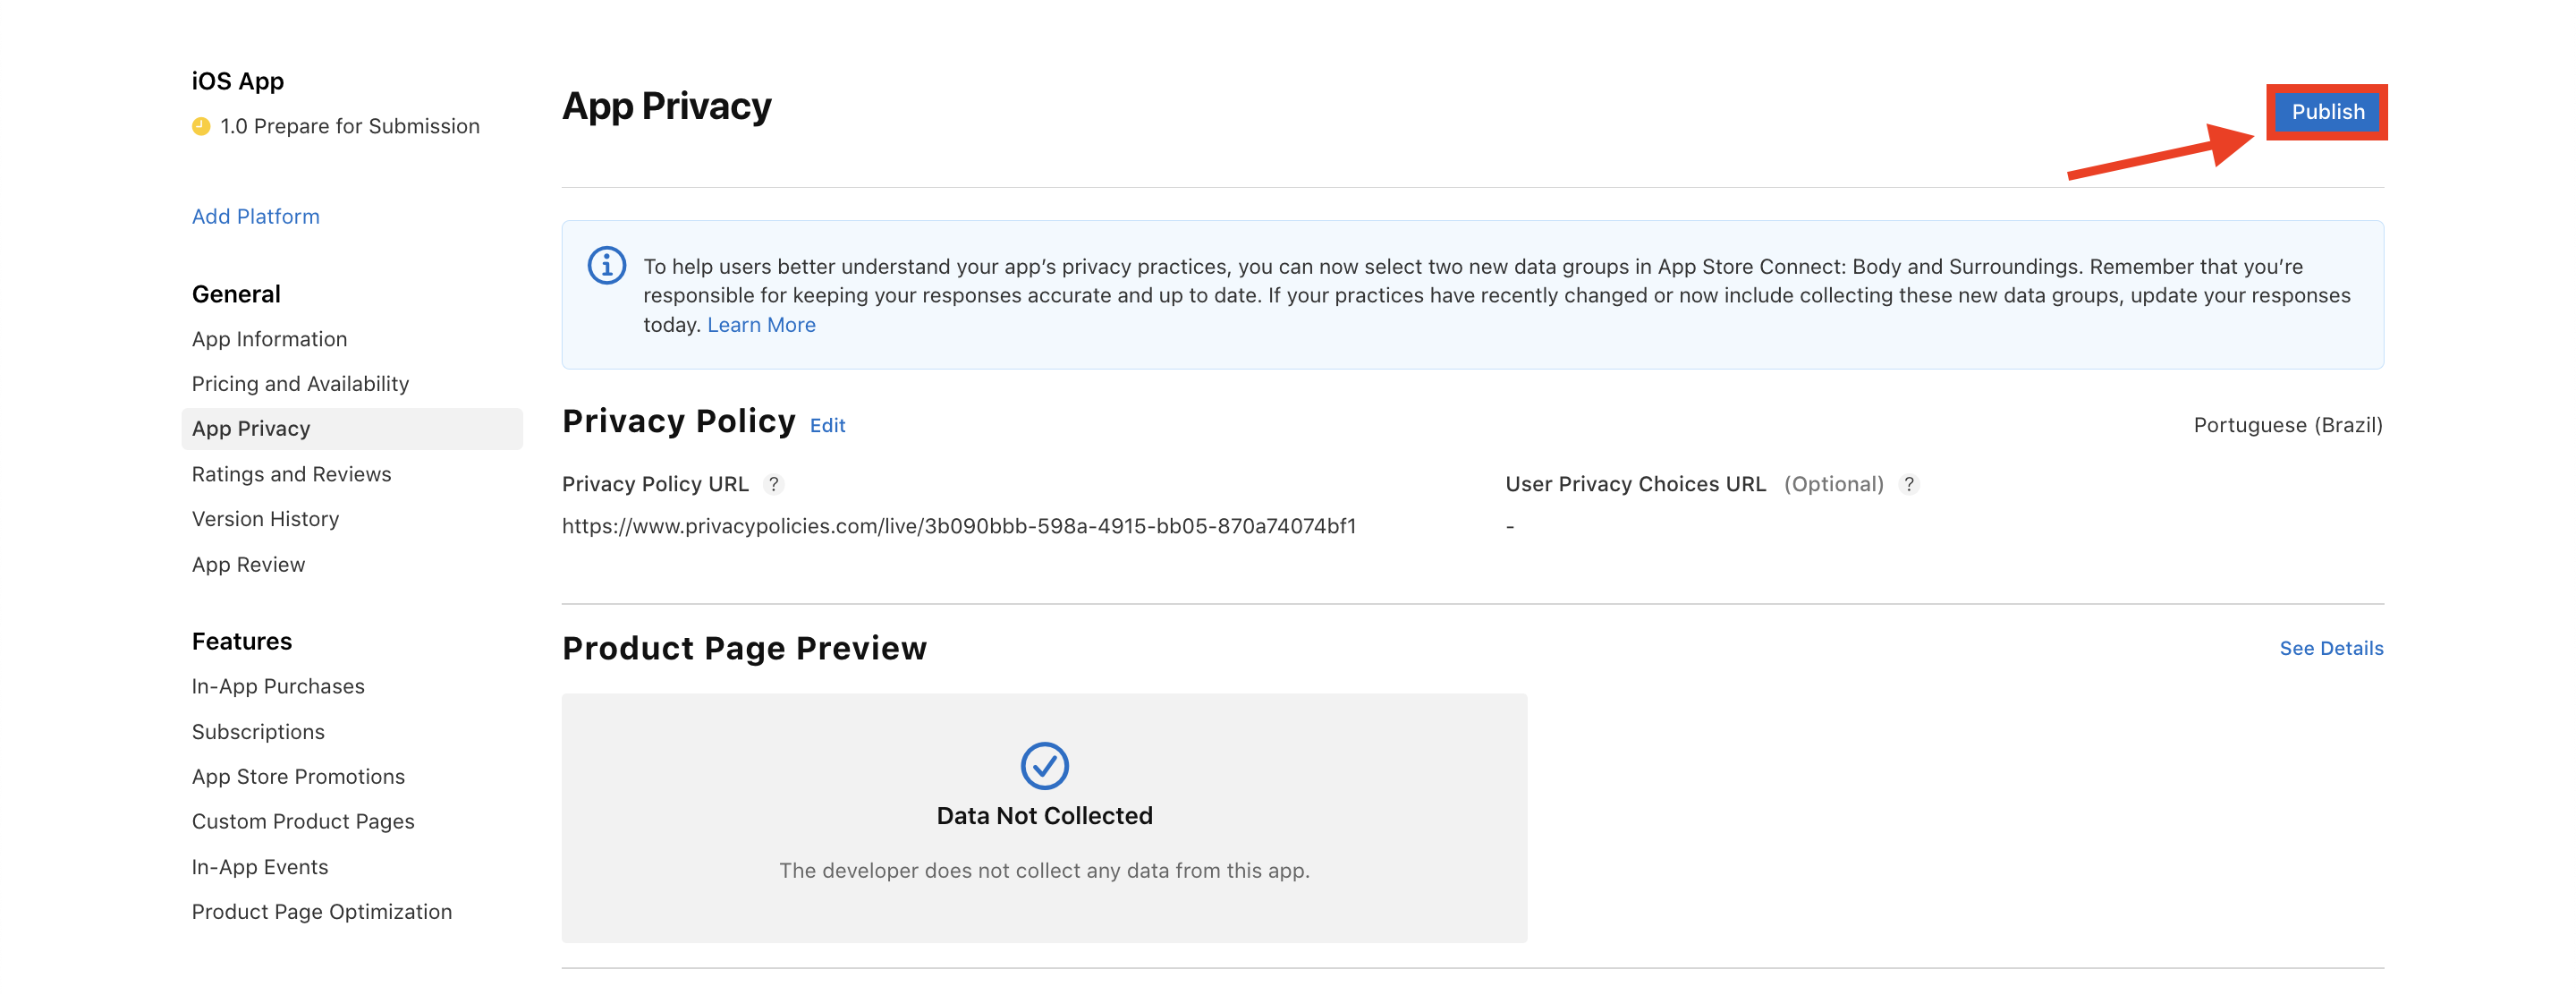 iOS App
1.0 Prepare for Submission
Add Platform
General
App Information
Pricing and Availability
App Privacy
Ratings and Reviews
Version History
App Review
Features
In-App Purchases
Subscriptions
App Store Promotions
Custom Product Pages
In-App Events
Product Page Optimization
App Privacy
Publish
To help users better understand your app’s privacy practices, you can now select two new data groups in App Store Connect: Body and Surroundings. Remember that you’re
responsible for keeping your responses accurate and up to date. If your practices have recently changed or now include collecting these new data groups, update your responses
today. Learn More
Privacy Policy Edit
Portuguese (Brazil)
Privacy Policy URL ?
https://www.privacypolicies.com/live/3b090bbb-598a-4915-bb05-870a74074bf1
User Privacy Choices URL (Optional) ?
-
Product Page Preview
See Details
Data Not Collected
The developer does not collect any data from this app.